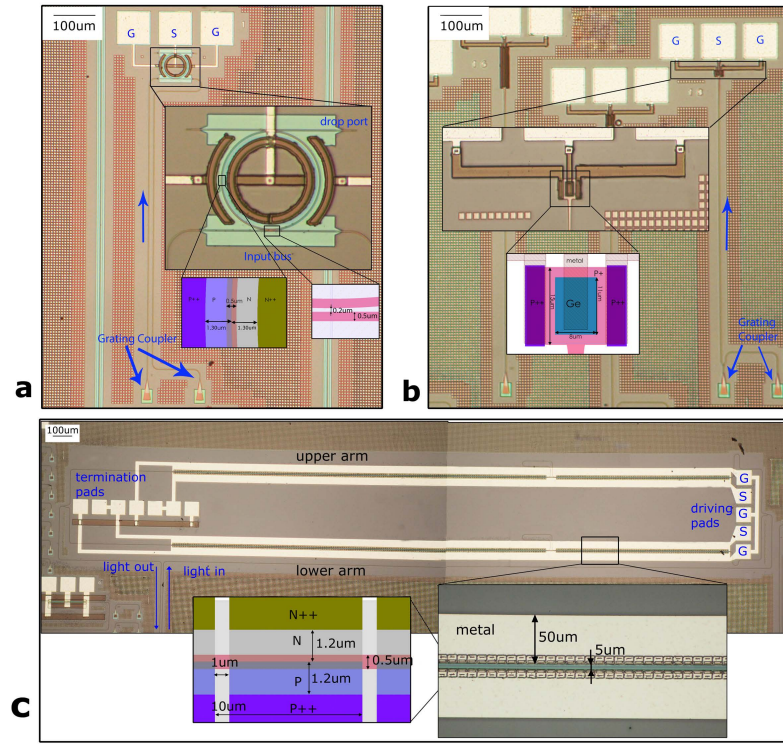 100um
G S G
drop port
Input bus
P++ P 0.5um N N++
1.30um 1.30um
0.2um
0.5um
Grating Coupler
a
100um
G S G
metal
P+
P++ Ge P++
15um
11um
8um
Grating
Coupler
b
100um
upper arm
termination
pads
G
S
G
S
G
driving
pads
light out light in
lower arm
N++
N 1.2um
1um 0.5um
P 1.2um
10um
P++
metal
50um
5um
c